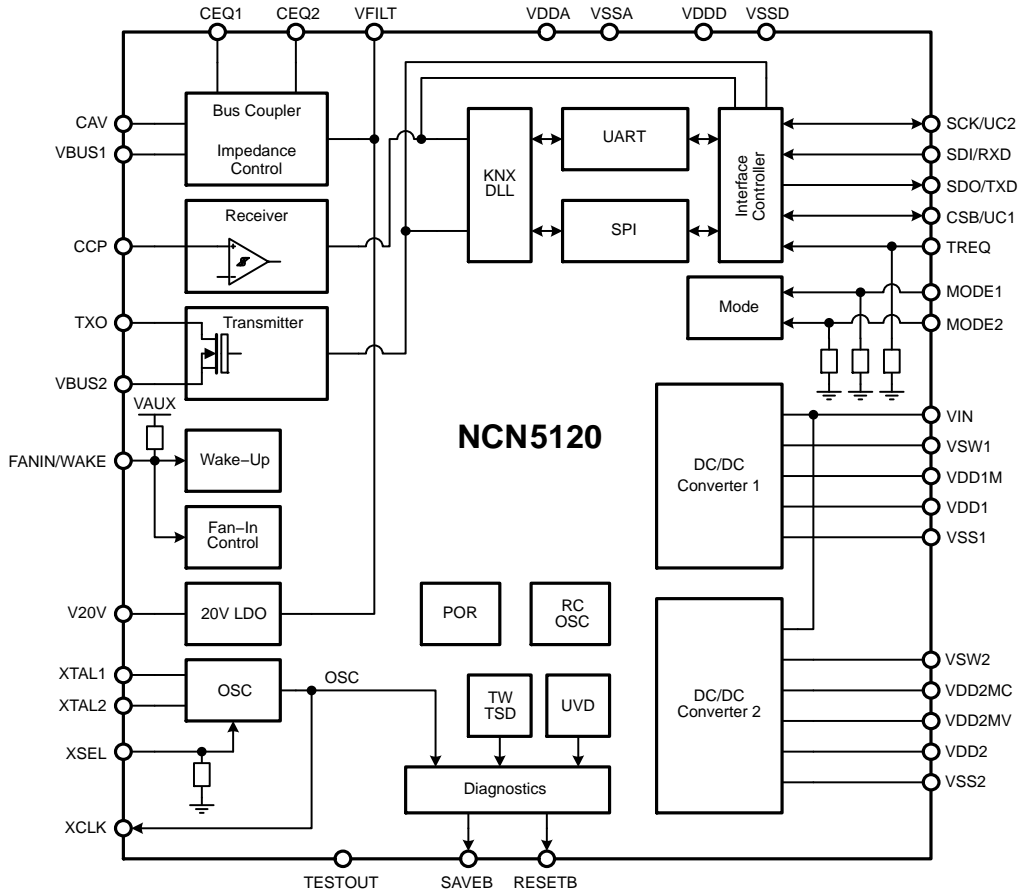 CEQ1 CEQ2 VFILT VDDA VSSA VDDD VSSD
CAV
VBUS1
Bus Coupler
Impedance
Control
CCP
Receiver
+
−
TXO
VBUS2
Transmitter
VAUX
FANIN/WAKE
Wake−Up
Fan−In
Control
V20V
20V LDO
XTAL1
XTAL2
OSC
OSC
XSEL
XCLK
KNX
DLL
UART
SPI
Interface
Controller
Mode
SCK/UC2
SDI/RXD
SDO/TXD
CSB/UC1
TREQ
MODE1
MODE2
NCN5120
DC/DC
Converter 1
VIN
VSW1
VDD1M
VDD1
VSS1
POR
RC
OSC
TW
TSD
UVD
Diagnostics
DC/DC
Converter 2
VSW2
VDD2MC
VDD2MV
VDD2
VSS2
TESTOUT SAVEB RESETB